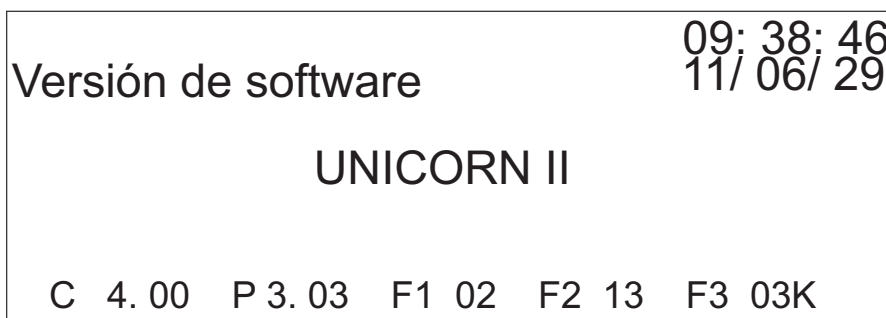 09: 38: 46
Versión de software
11/ 06/ 29
UNICORN II
C 4. 00 P 3. 03 F1 02 F2 13 F3 03K